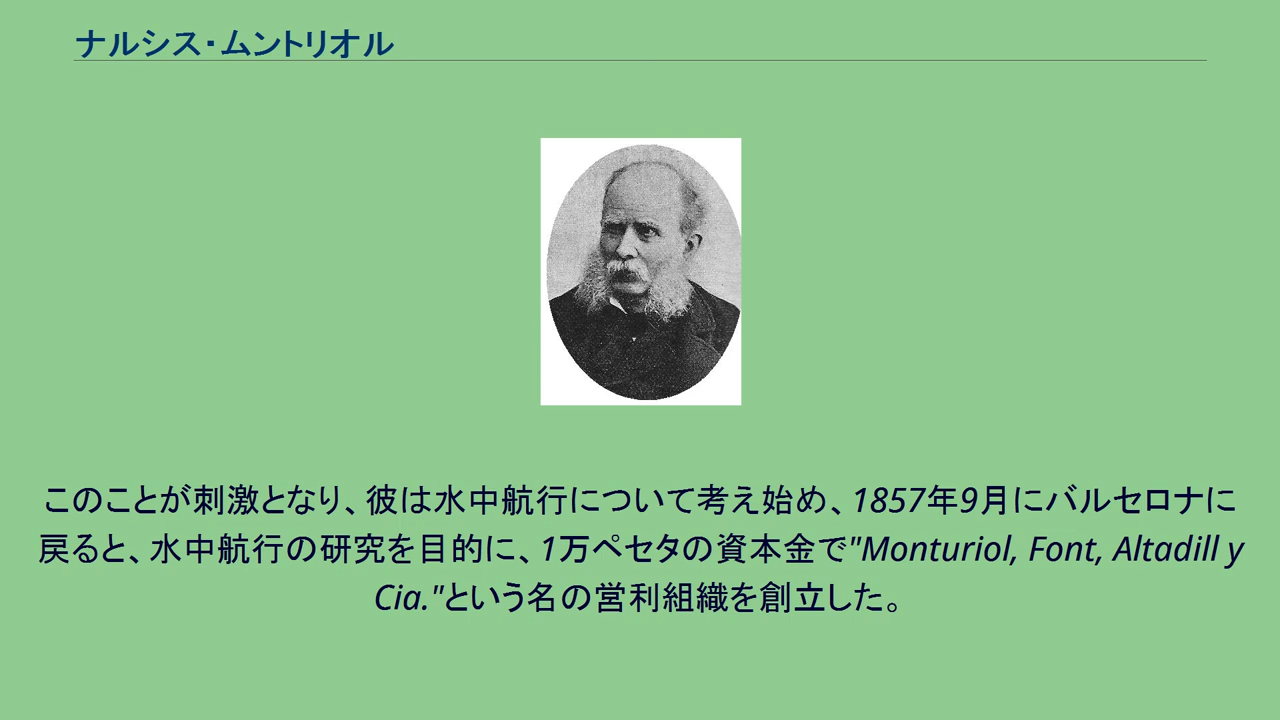 ナルシス・ムントリオル
このことが刺激となり、彼は水中航行について考え始め、1857年9月にバルセロナに
戻ると、水中航行の研究を目的に、1万ペセタの資本金で"Monturiol, Font, Altadill y
Cia."という名の営利組織を創立した。